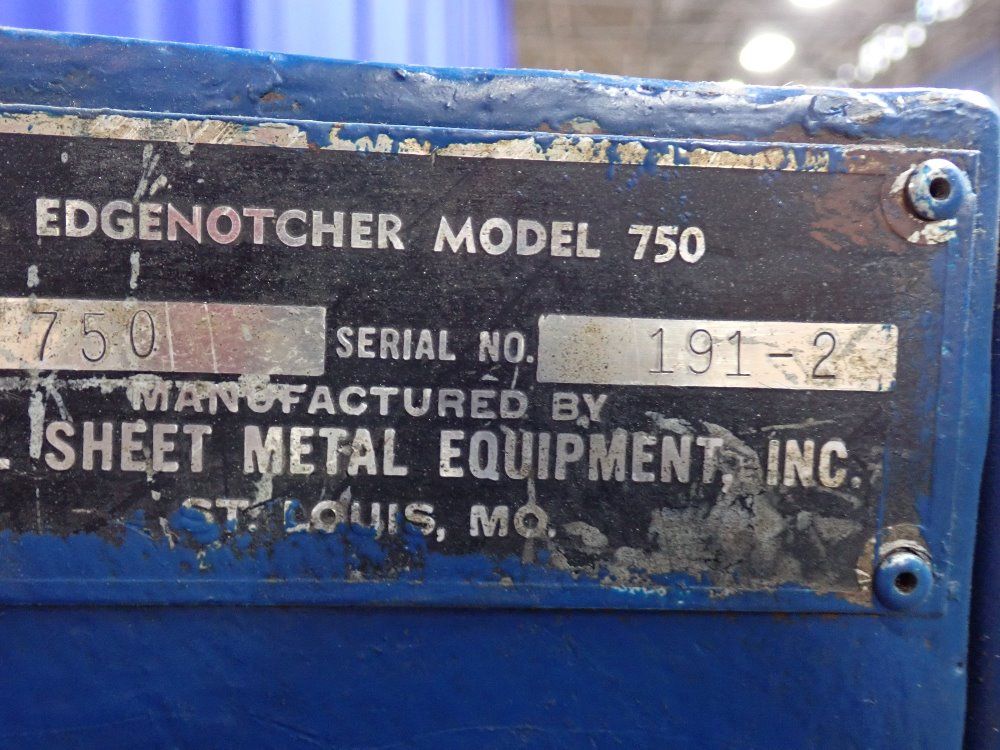 EDGENOTCHER MODEL 750
750 SERIAL NO. 191-2
MANUFACTURED BY
SHEET METAL EQUIPMENT, INC.
ST. LOUIS, MO.